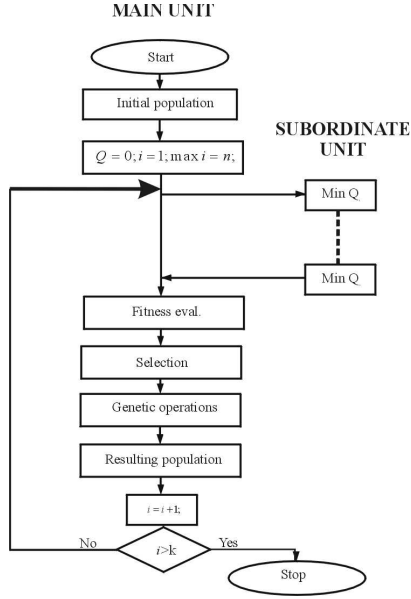 MAIN UNIT
Start
Initial population
Q = 0; i = 1; max i = n;
SUBORDINATE
UNIT
Min Q
Min Q
Fitness eval.
Selection
Genetic operations
Resulting population
i = i +1;
No
i>k
Yes
Stop